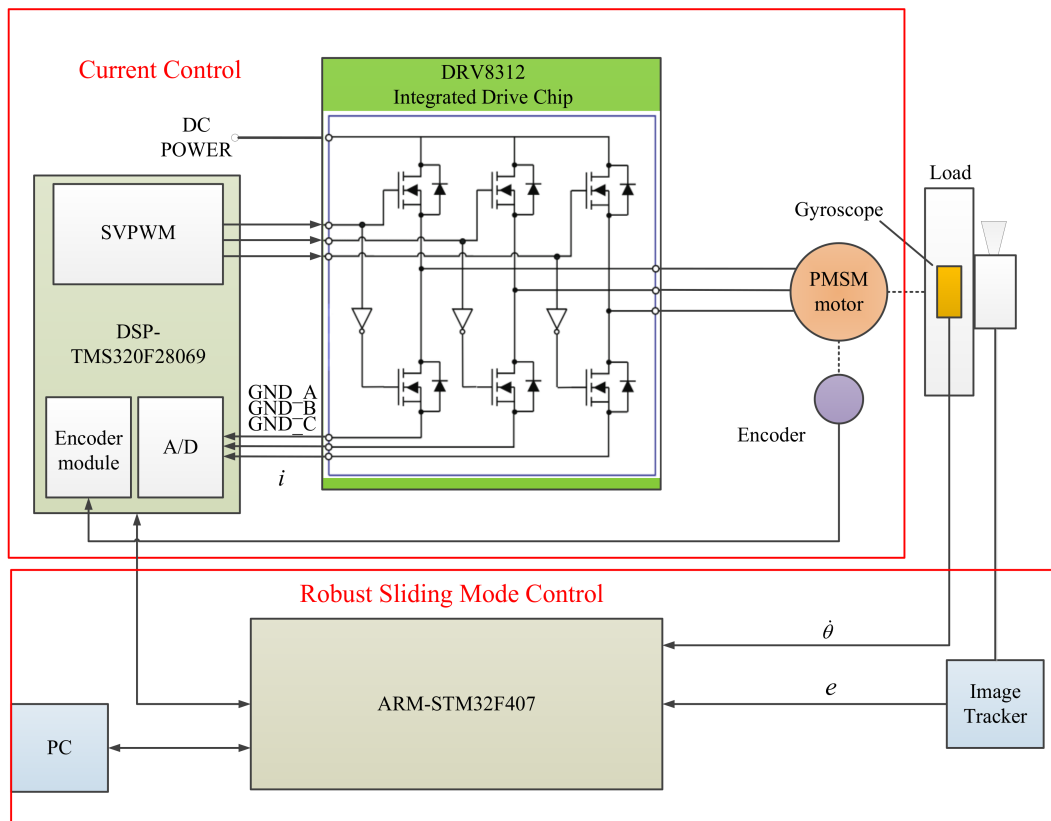 Current Control
DRV8312
Integrated Drive Chip
DC
POWER
SVPWM
DSP-
TMS320F28069
Encoder
module
A/D
GND_A
GND_B
GND_C
i
Load
Gyroscope
PMSM
motor
Encoder
Robust Sliding Mode Control
ARM-STM32F407
θ̇
e
Image
Tracker
PC